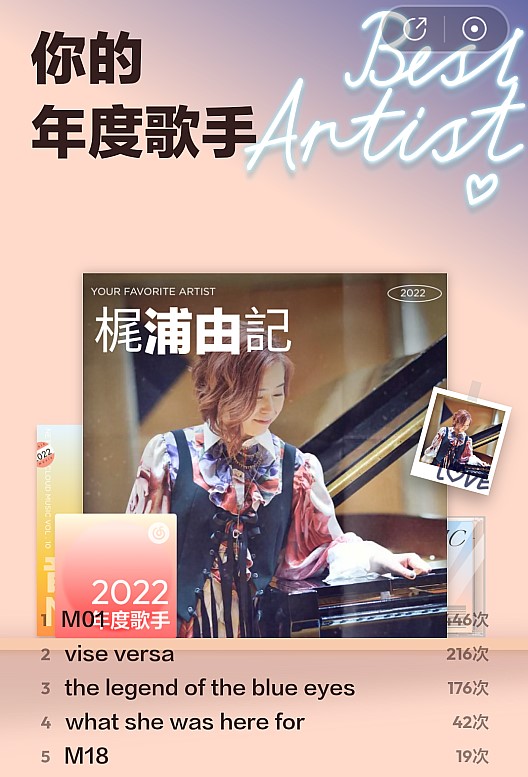 你的
年度歌手
Best
Artist
YOUR FAVORITE ARTIST
2022
梶浦由記
LOVE
2022
年度歌手
1 M01 446次
2 vise versa 216次
3 the legend of the blue eyes 176次
4 what she was here for 42次
5 M18 19次